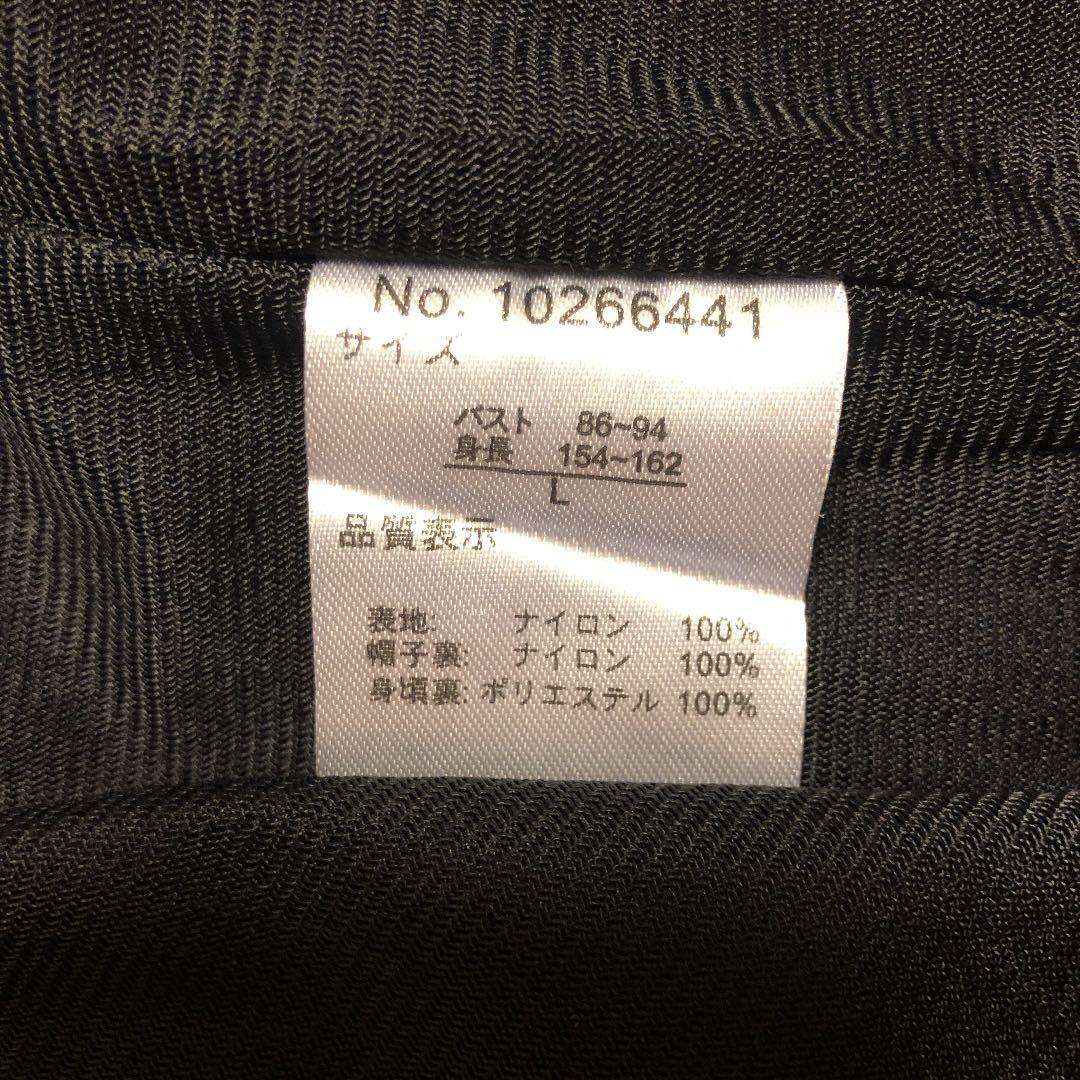 No. 10266441
サイズ
バスト 86~94
身長 154~162
L
品質表示
表地: ナイロン 100%
帽子裏: ナイロン 100%
身頃裏: ポリエステル 100%